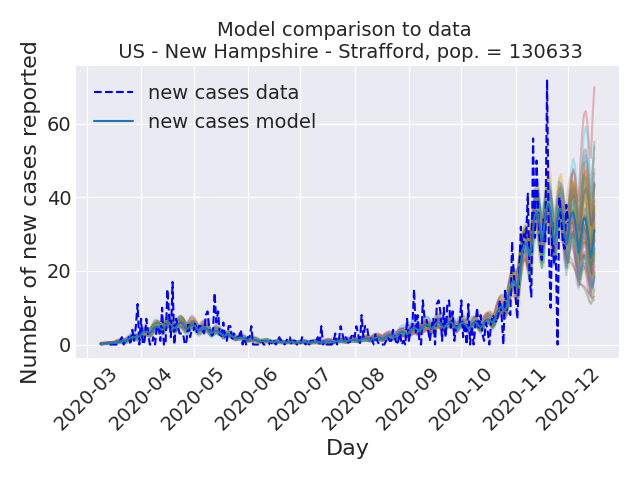 Model comparison to data
US - New Hampshire - Strafford, pop. = 130633
Number of new cases reported
60
40
20
0
new cases data
new cases model
2020-03
2020-04
2020-05
2020-06
2020-07
2020-08
2020-09
2020-10
2020-11
2020-12
Day